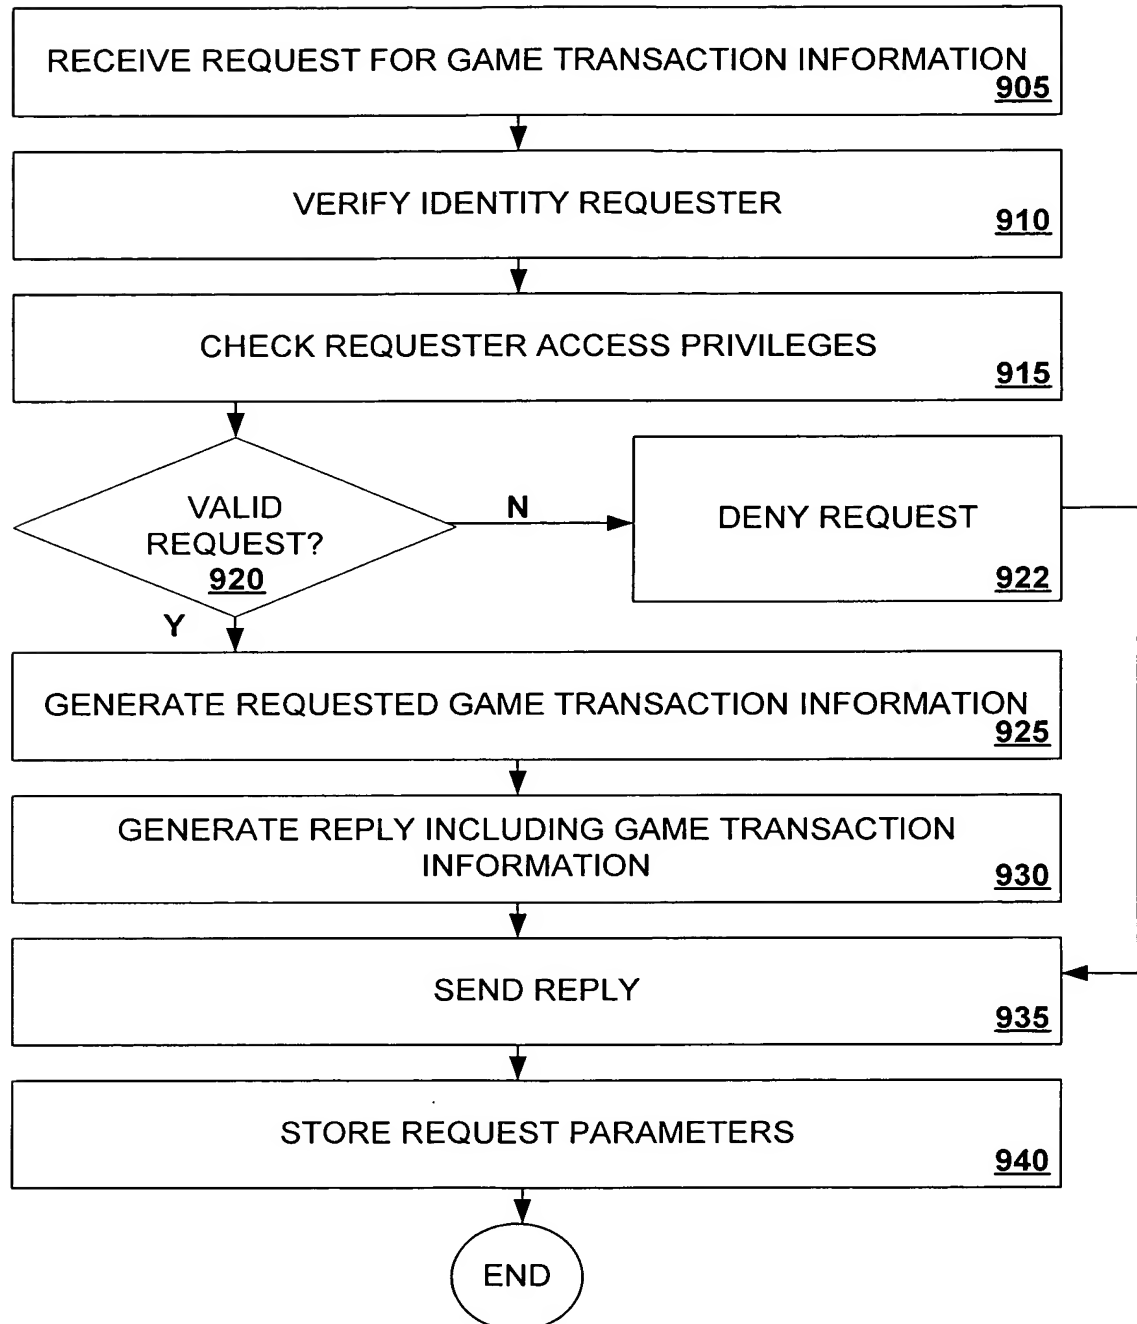 RECEIVE REQUEST FOR GAME TRANSACTION INFORMATION
905
VERIFY IDENTITY REQUESTER
910
CHECK REQUESTER ACCESS PRIVILEGES
915
VALID
REQUEST?
920
N
DENY REQUEST
922
Y
GENERATE REQUESTED GAME TRANSACTION INFORMATION
925
GENERATE REPLY INCLUDING GAME TRANSACTION
INFORMATION
930
SEND REPLY
935
STORE REQUEST PARAMETERS
940
END